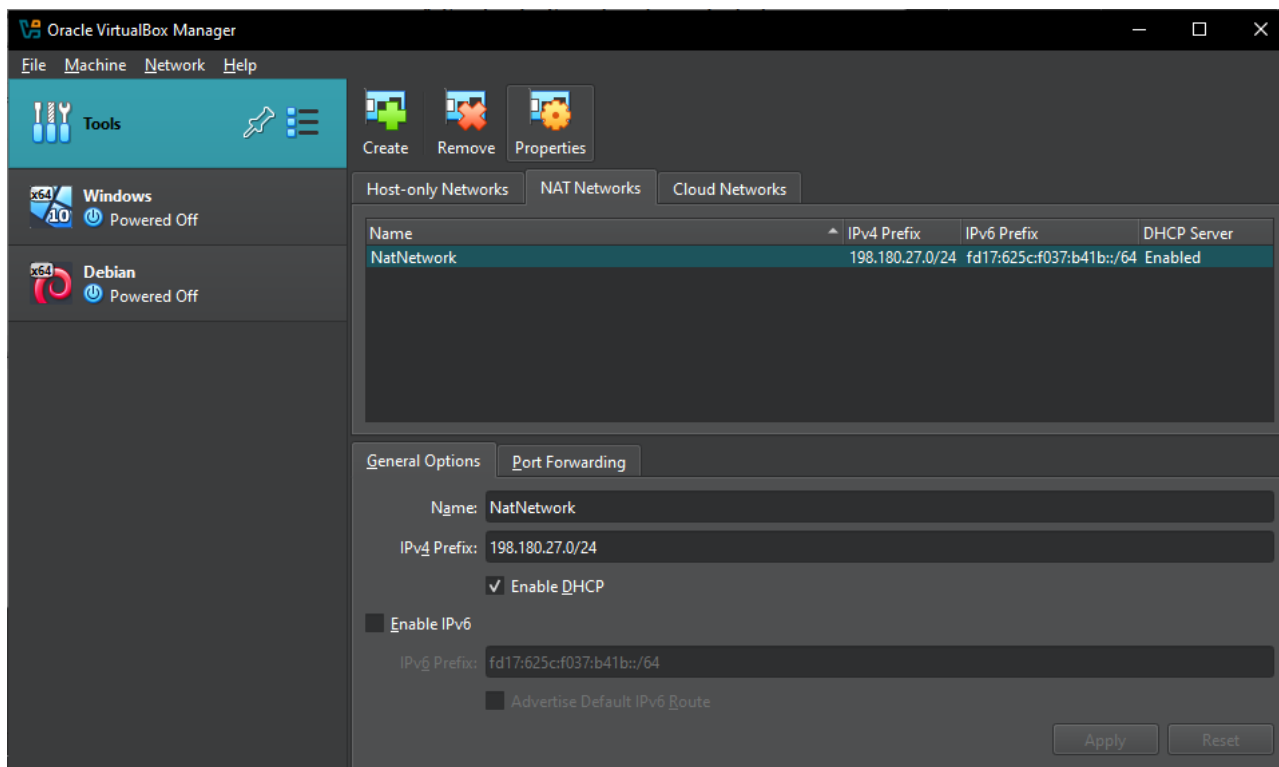 Oracle VirtualBox Manager
File Machine Network Help
Tools
Create Remove Properties
x64 10 Windows
Powered Off
x64 Debian
Powered Off
Host-only Networks NAT Networks Cloud Networks
Name IPv4 Prefix IPv6 Prefix DHCP Server
NatNetwork 198.180.27.0/24 fd17:625c:f037:b41b::/64 Enabled
General Options Port Forwarding
Name: NatNetwork
IPv4 Prefix: 198.180.27.0/24
Enable DHCP
Enable IPv6
IPv6 Prefix: fd17:625c:f037:b41b::/64
Advertise Default IPv6 Route
Apply Reset